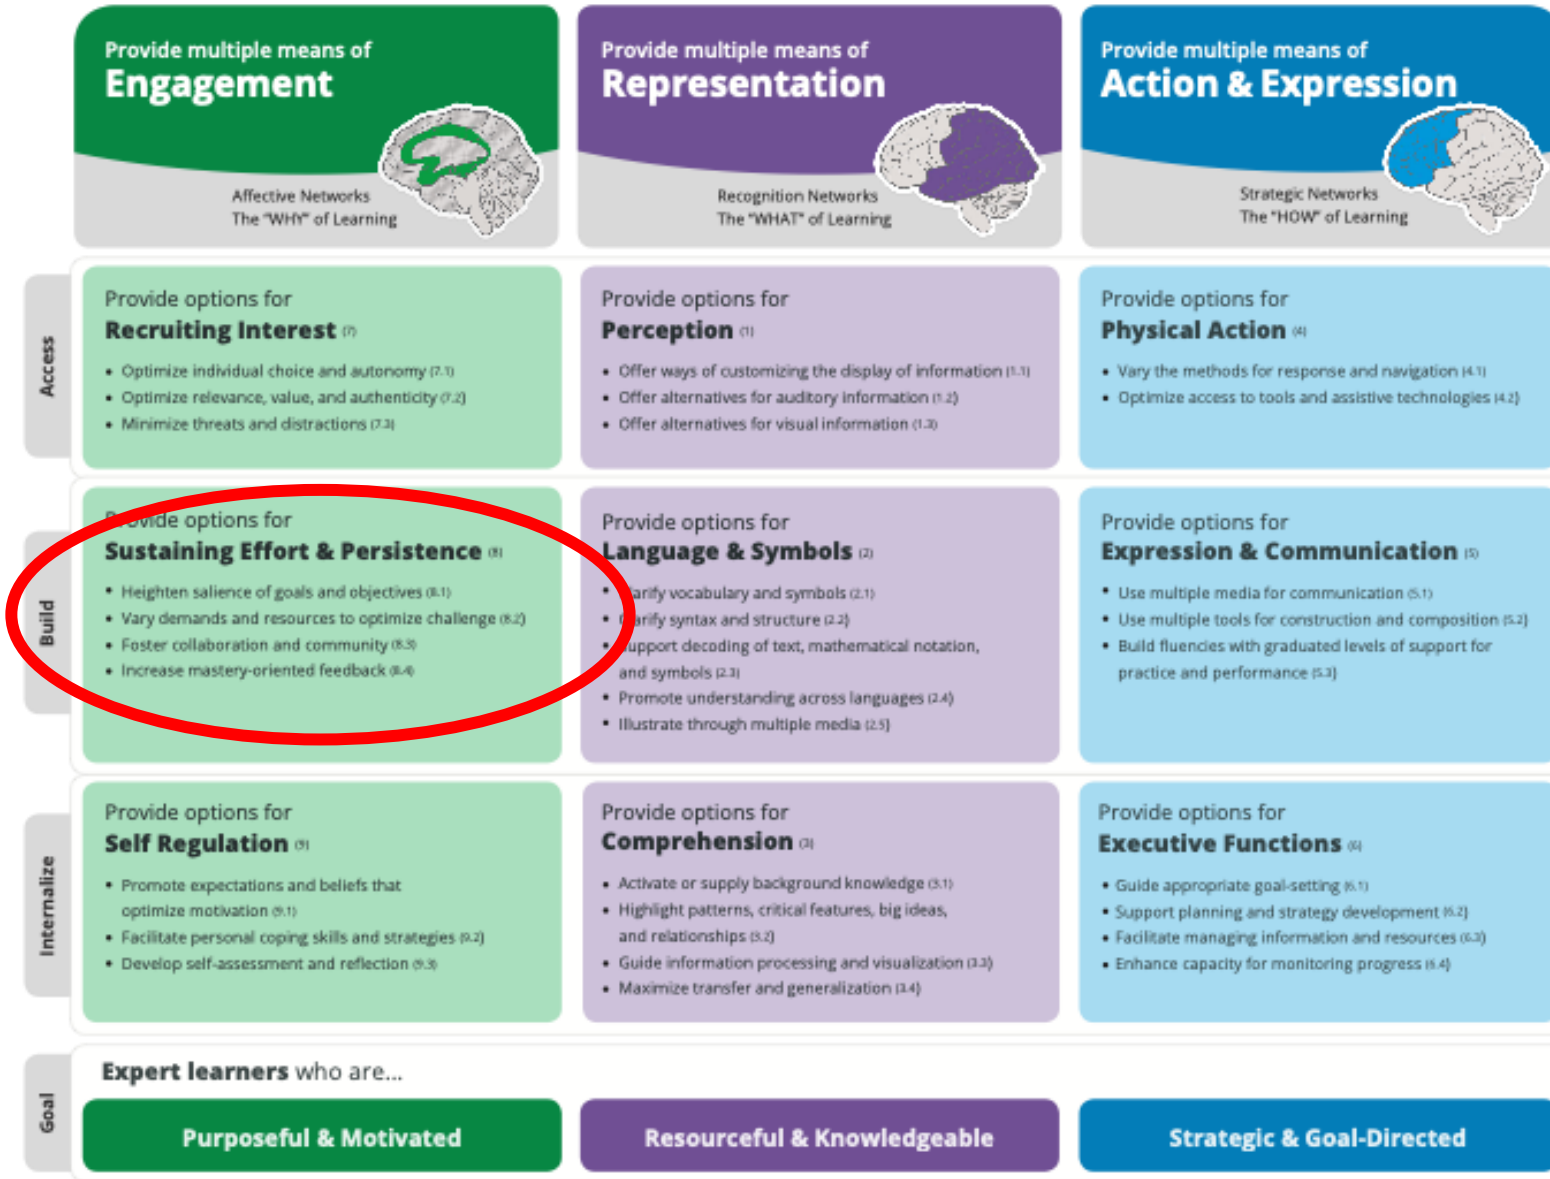 Provide multiple means of
Engagement
Affective Networks
The "WHY" of Learning
Provide multiple means of
Representation
Recognition Networks
The "WHAT" of Learning
Provide multiple means of
Action & Expression
Strategic Networks
The "HOW" of Learning
Access
Provide options for
Recruiting Interest (7)
• Optimize individual choice and autonomy (7.1)
• Optimize relevance, value, and authenticity (7.2)
• Minimize threats and distractions (7.3)
Provide options for
Perception (1)
• Offer ways of customizing the display of information (1.1)
• Offer alternatives for auditory information (1.2)
• Offer alternatives for visual information (1.3)
Provide options for
Physical Action (4)
• Vary the methods for response and navigation (4.1)
• Optimize access to tools and assistive technologies (4.2)
Build
Provide options for
Sustaining Effort & Persistence (8)
• Heighten salience of goals and objectives (8.1)
• Vary demands and resources to optimize challenge (8.2)
• Foster collaboration and community (8.3)
• Increase mastery-oriented feedback (8.4)
Provide options for
Language & Symbols (2)
• Clarify vocabulary and symbols (2.1)
• Clarify syntax and structure (2.2)
• Support decoding of text, mathematical notation,
and symbols (2.3)
• Promote understanding across languages (2.4)
• Illustrate through multiple media (2.5)
Provide options for
Expression & Communication (5)
• Use multiple media for communication (5.1)
• Use multiple tools for construction and composition (5.2)
• Build fluencies with graduated levels of support for
practice and performance (5.3)
Internalize
Provide options for
Self Regulation (9)
• Promote expectations and beliefs that
optimize motivation (9.1)
• Facilitate personal coping skills and strategies (9.2)
• Develop self-assessment and reflection (9.3)
Provide options for
Comprehension (3)
• Activate or supply background knowledge (3.1)
• Highlight patterns, critical features, big ideas,
and relationships (3.2)
• Guide information processing and visualization (3.3)
• Maximize transfer and generalization (3.4)
Provide options for
Executive Functions (6)
• Guide appropriate goal-setting (6.1)
• Support planning and strategy development (6.2)
• Facilitate managing information and resources (6.3)
• Enhance capacity for monitoring progress (6.4)
Goal
Expert learners who are...
Purposeful & Motivated
Resourceful & Knowledgeable
Strategic & Goal-Directed